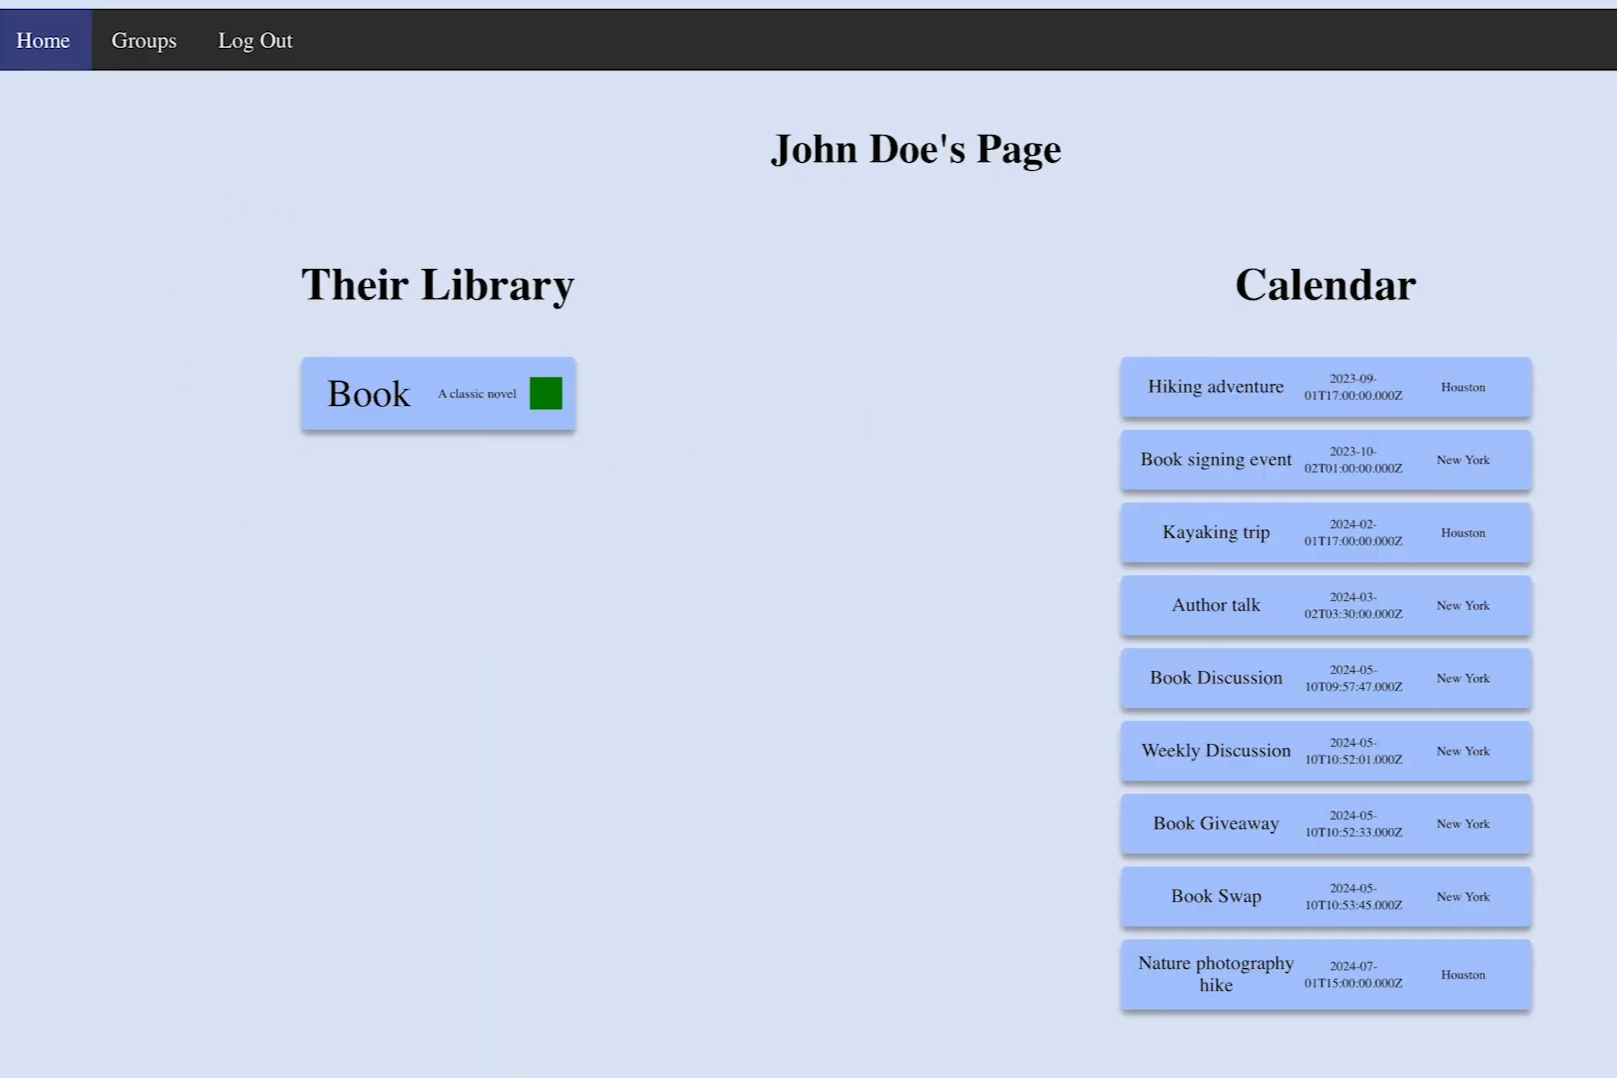 Home Groups Log Out
John Doe's Page
Their Library
Book A classic novel
Calendar
Hiking adventure 2023-09-
01T17:00:00.000Z Houston
Book signing event 2023-10-
02T01:00:00.000Z New York
Kayaking trip 2024-02-
01T17:00:00.000Z Houston
Author talk 2024-03-
02T03:30:00.000Z New York
Book Discussion 2024-05-
10T09:57:47.000Z New York
Weekly Discussion 2024-05-
10T10:52:01.000Z New York
Book Giveaway 2024-05-
10T10:52:33.000Z New York
Book Swap 2024-05-
10T10:53:45.000Z New York
Nature photography
hike 2024-07-
01T15:00:00.000Z Houston